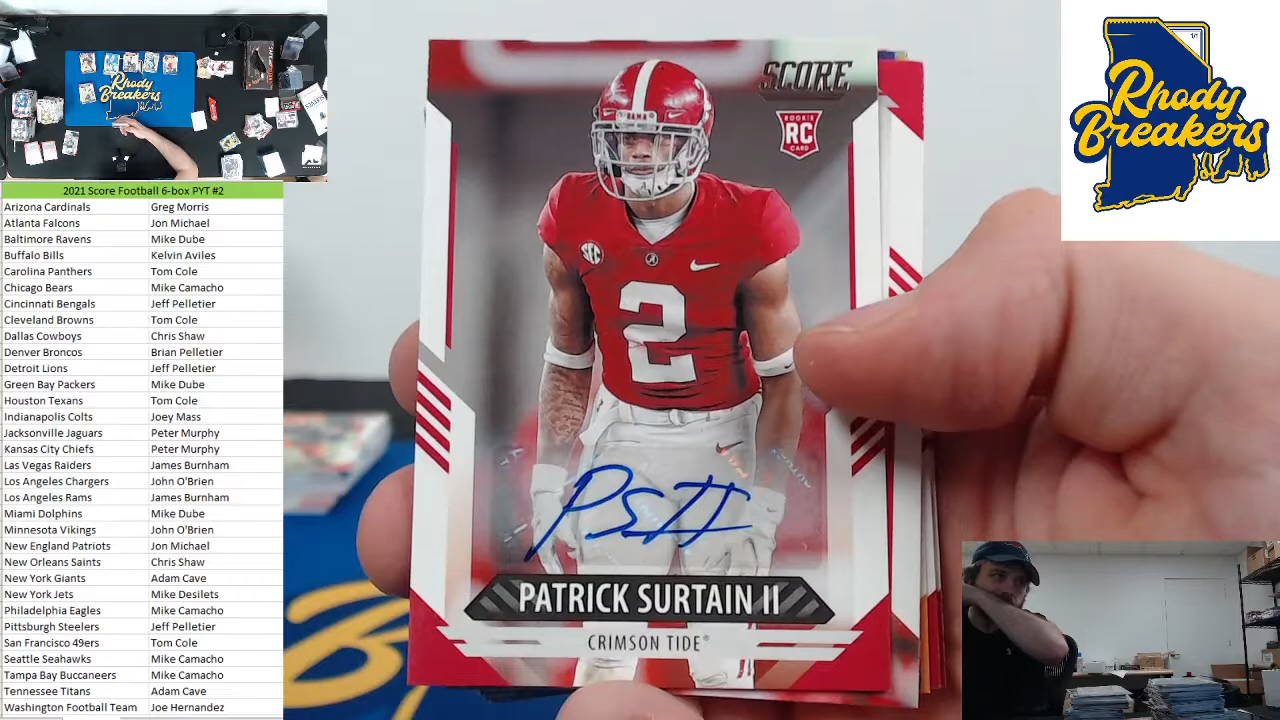 Rhody
Breakers
2021 Score Football 6-box PYT #2
Arizona Cardinals Greg Morris
Atlanta Falcons Jon Michael
Baltimore Ravens Mike Dube
Buffalo Bills Kelvin Aviles
Carolina Panthers Tom Cole
Chicago Bears Mike Camacho
Cincinnati Bengals Jeff Pelletier
Cleveland Browns Tom Cole
Dallas Cowboys Chris Shaw
Denver Broncos Brian Pelletier
Detroit Lions Jeff Pelletier
Green Bay Packers Mike Dube
Houston Texans Tom Cole
Indianapolis Colts Joey Mass
Jacksonville Jaguars Peter Murphy
Kansas City Chiefs Peter Murphy
Las Vegas Raiders James Burnham
Los Angeles Chargers John O'Brien
Los Angeles Rams James Burnham
Miami Dolphins Mike Dube
Minnesota Vikings John O'Brien
New England Patriots Jon Michael
New Orleans Saints Chris Shaw
New York Giants Adam Cave
New York Jets Mike Desilets
Philadelphia Eagles Mike Camacho
Pittsburgh Steelers Jeff Pelletier
San Francisco 49ers Tom Cole
Seattle Seahawks Mike Camacho
Tampa Bay Buccaneers Mike Camacho
Tennessee Titans Adam Cave
Washington Football Team Joe Hernandez
SCORE
ROOKIE
RC
CARD
BAMA
SEC
A
2
PSII
PATRICK SURTAIN II
CRIMSON TIDE®
1/1
Rhody
Breakers
B